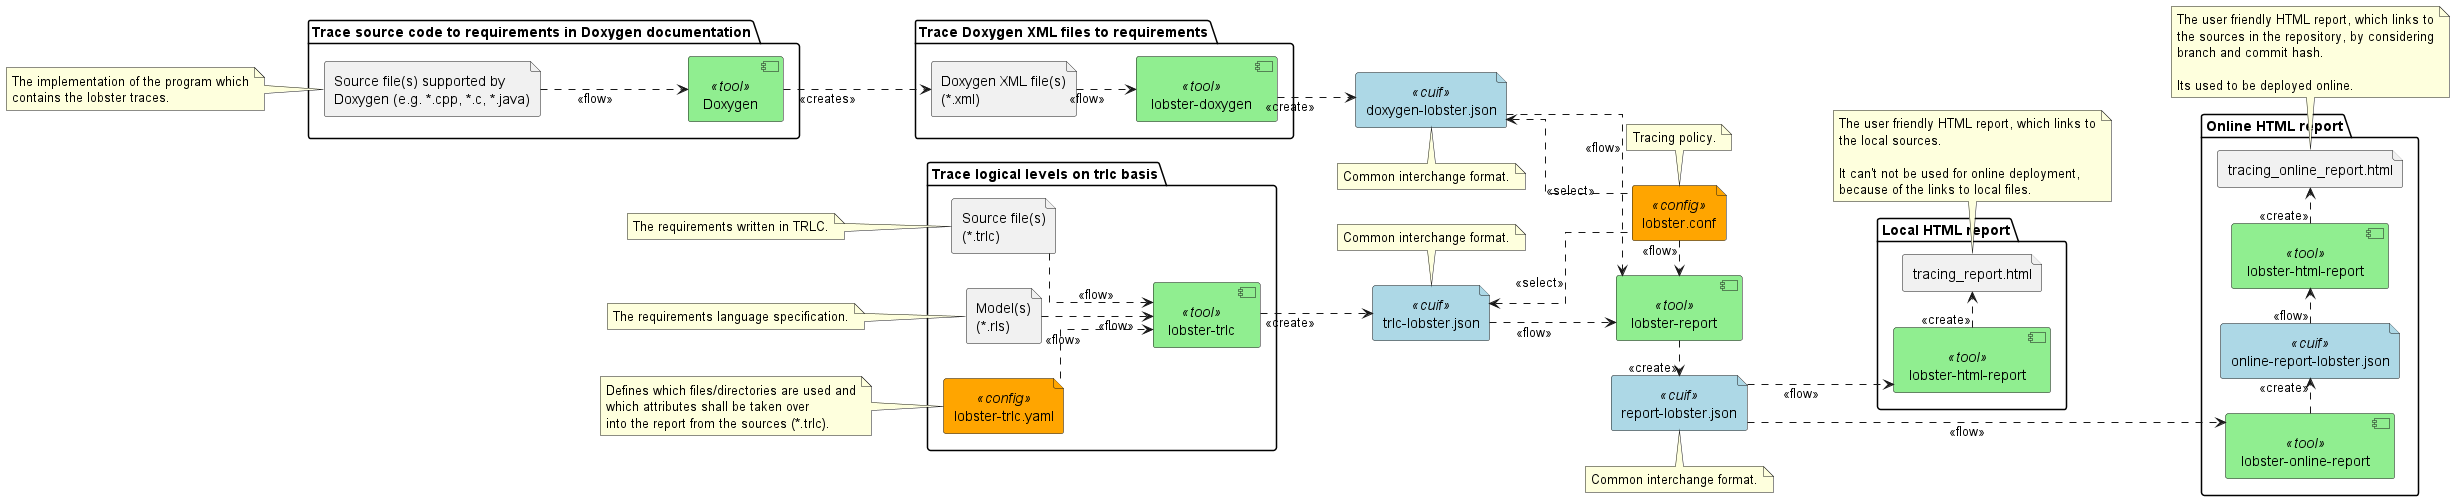 The implementation of the program which
contains the lobster traces.
Trace source code to requirements in Doxygen documentation
Source file(s) supported by
Doxygen (e.g. *.cpp, *.c, *.java)
«flow»
«tool»
Doxygen
«creates»
Trace Doxygen XML files to requirements
Doxygen XML file(s)
(*.xml)
«flow»
«tool»
lobster-doxygen
«create»
«cuif»
doxygen-lobster.json
Common interchange format.
Trace logical levels on trlc basis
The requirements written in TRLC.
Source file(s)
(*.trlc)
«flow»
The requirements language specification.
Model(s)
(*.rls)
«flow»
Defines which files/directories are used and
which attributes shall be taken over
into the report from the sources (*.trlc).
«config»
lobster-trlc.yaml
«flow»
«tool»
lobster-trlc
«create»
Common interchange format.
«cuif»
trlc-lobster.json
«flow»
Tracing policy.
«config»
lobster.conf
«select»
«select»
«flow»
«flow»
«tool»
lobster-report
«create»
«cuif»
report-lobster.json
Common interchange format.
«flow»
«flow»
The user friendly HTML report, which links to
the local sources.
It can't not be used for online deployment,
because of the links to local files.
Local HTML report
tracing_report.html
«create»
«tool»
lobster-html-report
The user friendly HTML report, which links to
the sources in the repository, by considering
branch and commit hash.
Its used to be deployed online.
Online HTML report
tracing_online_report.html
«create»
«tool»
lobster-html-report
«flow»
«cuif»
online-report-lobster.json
«create»
«tool»
lobster-online-report